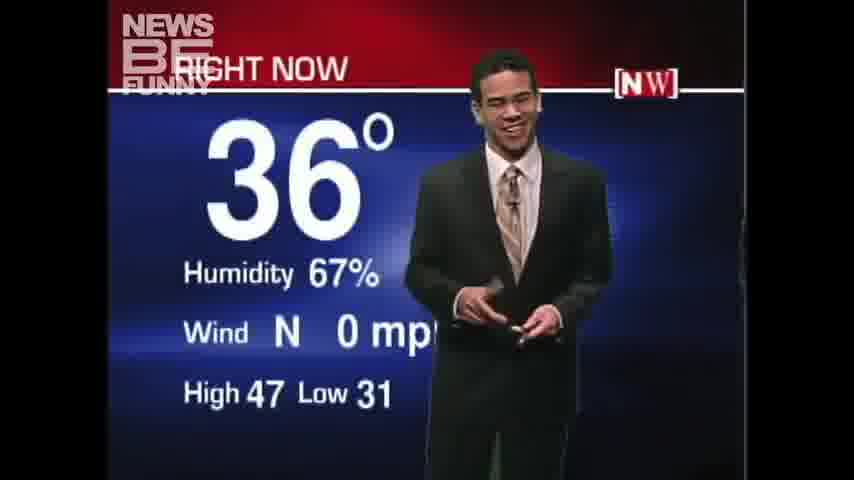 NEWS
BE
FUNNY
RIGHT NOW
[NW]
36°
Humidity 67%
Wind N 0 mp
High 47 Low 31